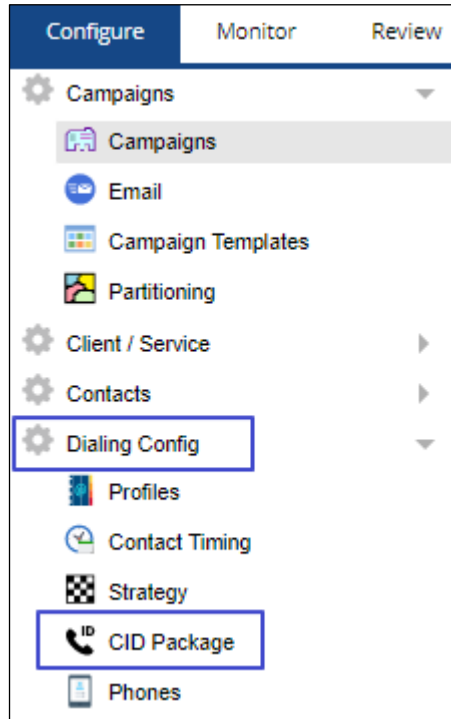 Configure Monitor Review
Campaigns
Campaigns
Email
Campaign Templates
Partitioning
Client / Service
Contacts
Dialing Config
Profiles
Contact Timing
Strategy
ID
CID Package
Phones